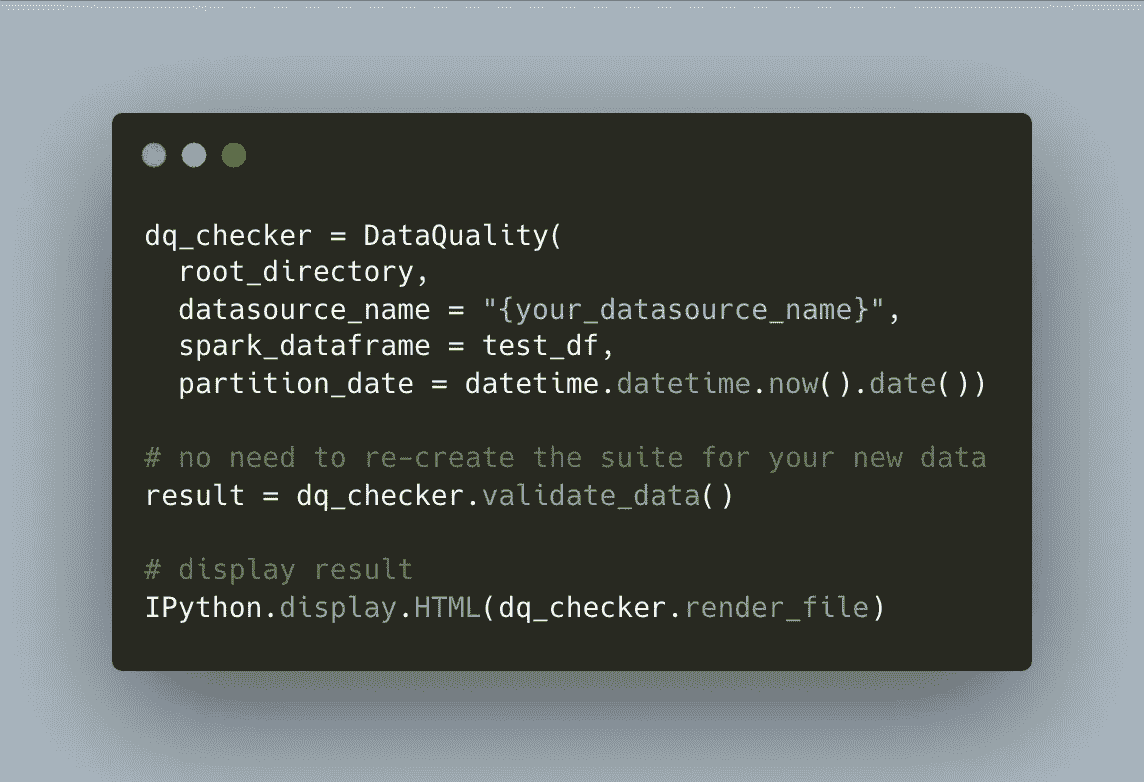 dq_checker = DataQuality(
  root_directory,
  datasource_name = "{your_datasource_name}",
  spark_dataframe = test_df,
  partition_date = datetime.datetime.now().date())

# no need to re-create the suite for your new data
result = dq_checker.validate_data()

# display result
IPython.display.HTML(dq_checker.render_file)